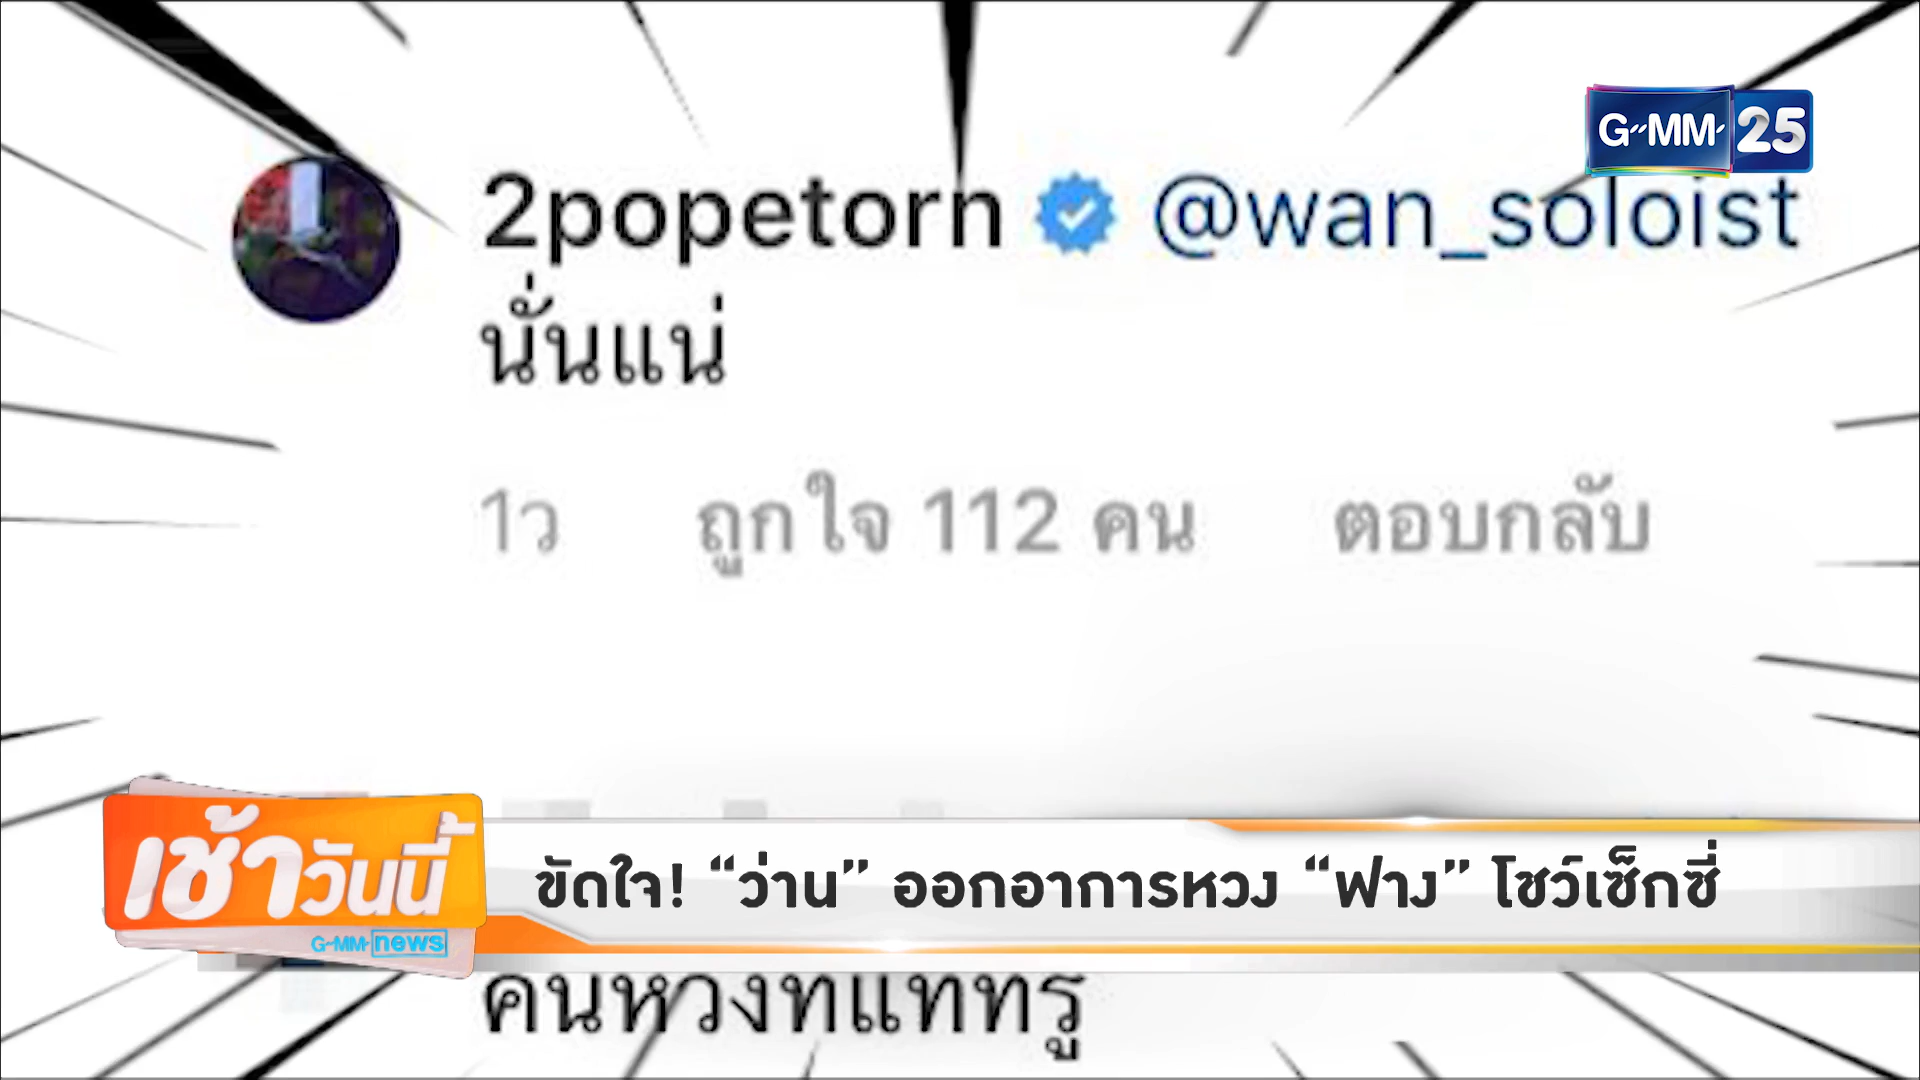 G-MM- 25
2popetorn @wan_soloist
นั่นแน่
1ว ถูกใจ 112 คน ตอบกลับ
เช้าวันนี้
ขัดใจ! “ว่าน” ออกอาการหวง “ฟาง” โชว์เซ็กซี่
G-MM- news
คนหวงทแททรู